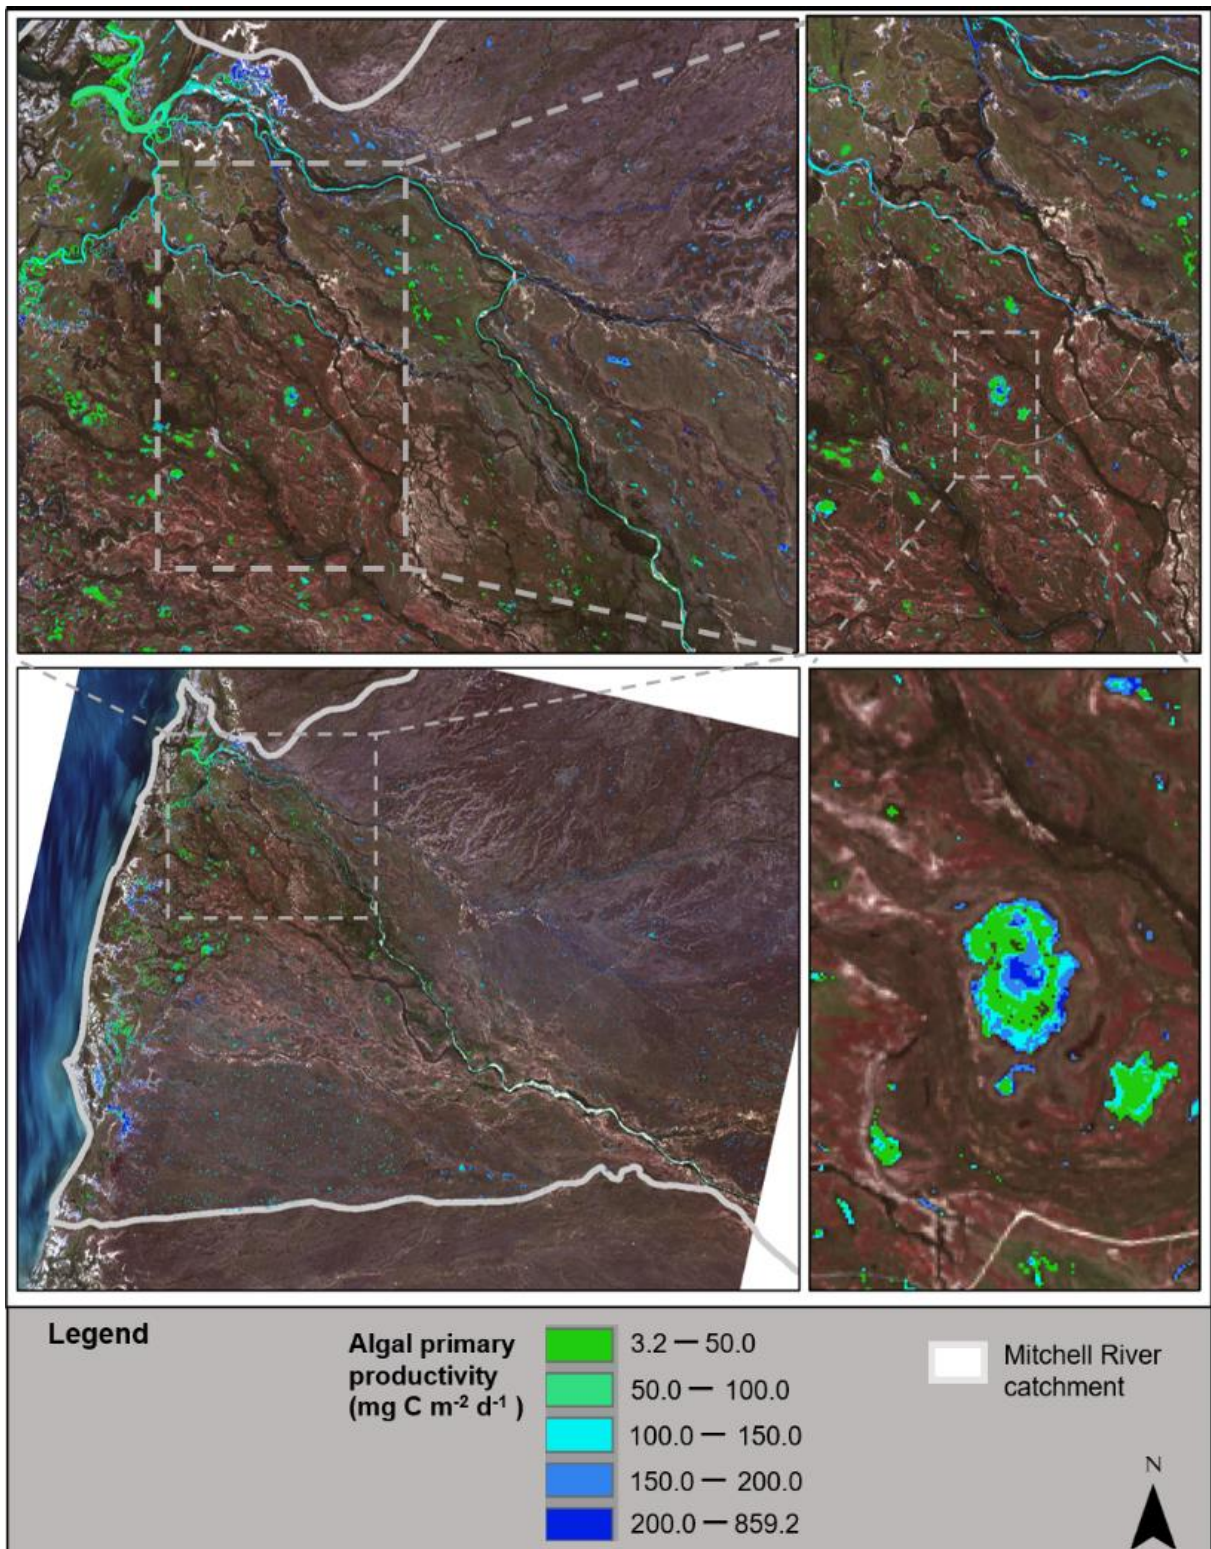 Legend
Algal primary
productivity
(mg C m-2 d-1 )
3.2 — 50.0
50.0 — 100.0
100.0 — 150.0
150.0 — 200.0
200.0 — 859.2
Mitchell River
catchment
N